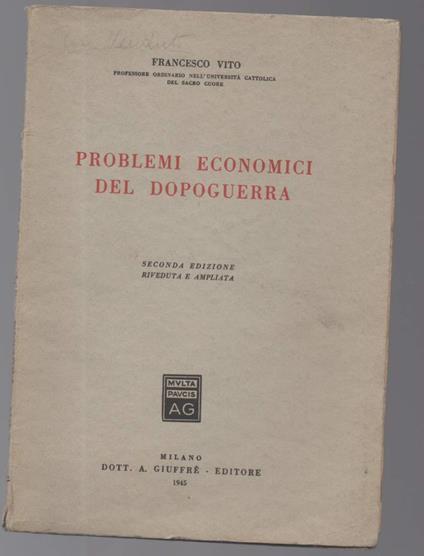 FRANCESCO VITO
PROFESSORE ORDINARIO NELL'UNIVERSITÀ CATTOLICA
DEL SACRO CUORE
PROBLEMI ECONOMICI
DEL DOPOGUERRA
SECONDA EDIZIONE
RIVEDUTA E AMPLIATA
MVLTA
PAVCIS
AG
MILANO
DOTT. A. GIUFFRÈ - EDITORE
1945